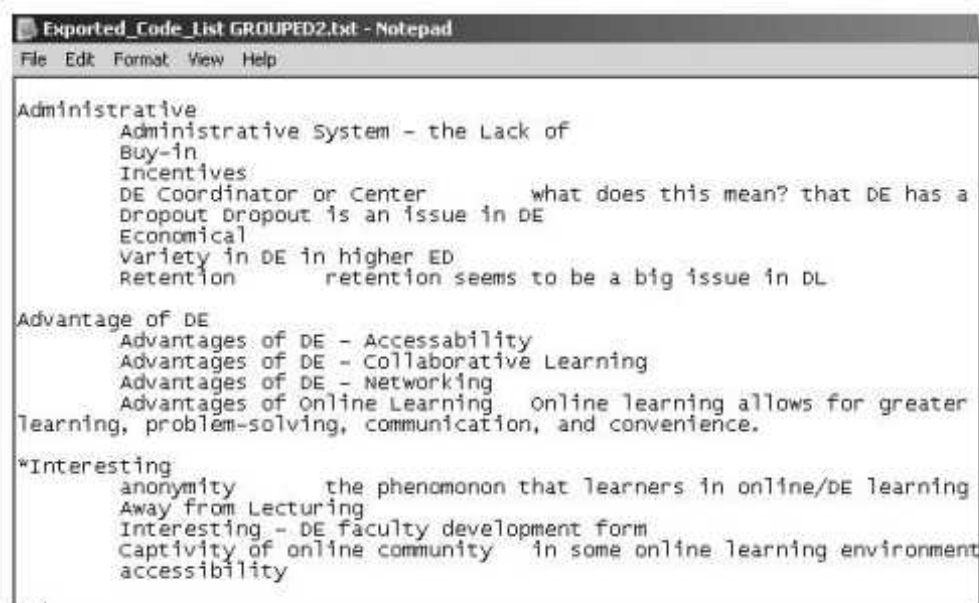 Exported_Code_List GROUPED2.txt - Notepad
File Edit Format View Help
Administrative
Administrative System - the Lack of
Buy-in
Incentives
DE Coordinator or Center what does this mean? that DE has a
Dropout Dropout is an issue in DE
Economical
Variety in DE in higher ED
Retention retention seems to be a big issue in DL
Advantage of DE
Advantages of DE - Accessability
Advantages of DE - Collaborative Learning
Advantages of DE - Networking
Advantages of Online Learning Online learning allows for greater
learning, problem-solving, communication, and convenience.
*Interesting
anonymity the phenomonon that learners in online/DE learning
Away from Lecturing
Interesting - DE faculty development form
Captivity of online community in some online learning environment
accessibility